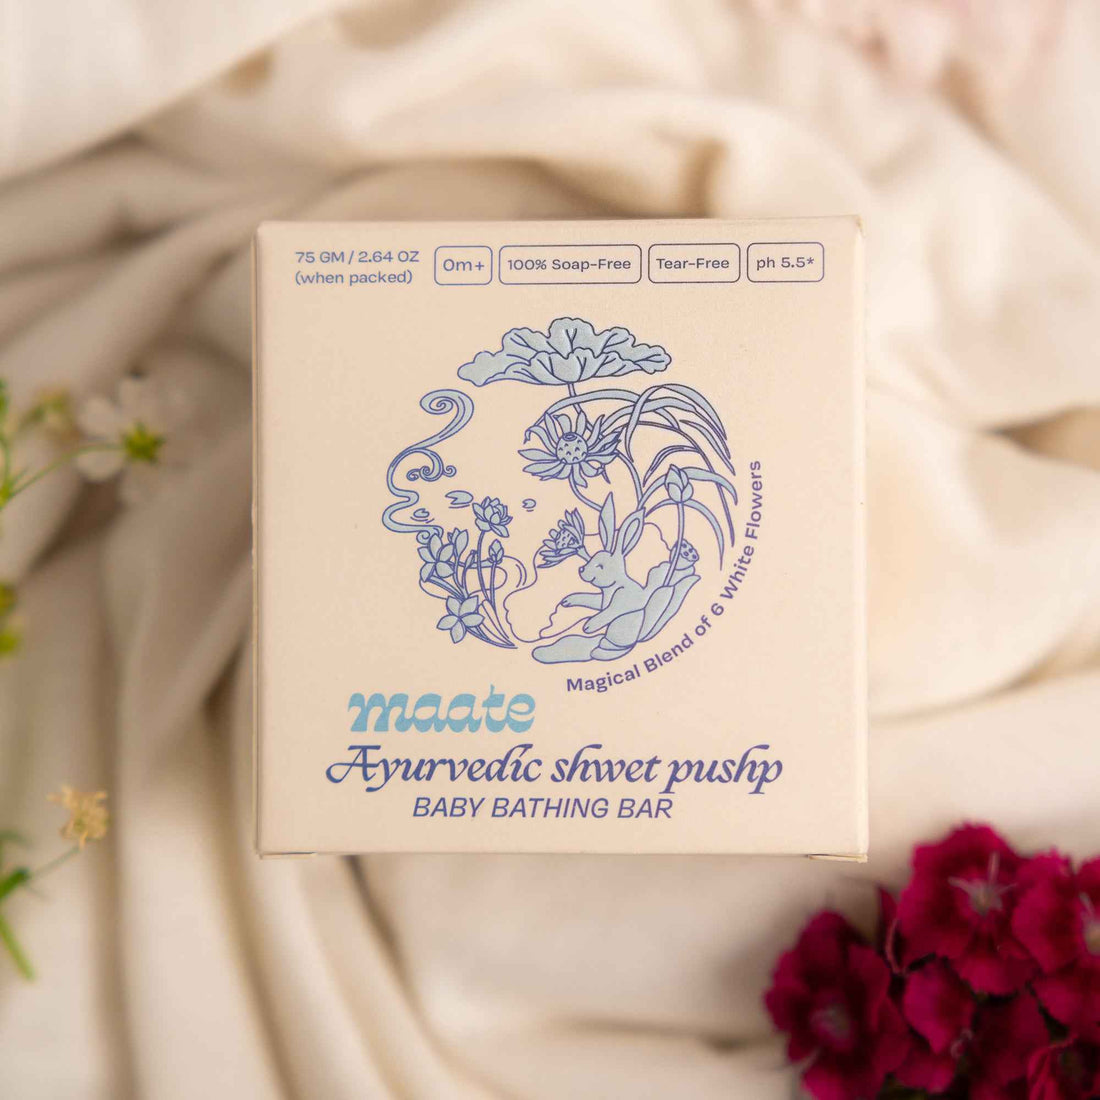 75 GM / 2.64 OZ
(when packed)
0m+
100% Soap-Free
Tear-Free
ph 5.5*
Magical Blend of 6 White Flowers
maate
Ayurvedic shwet pushp
BABY BATHING BAR